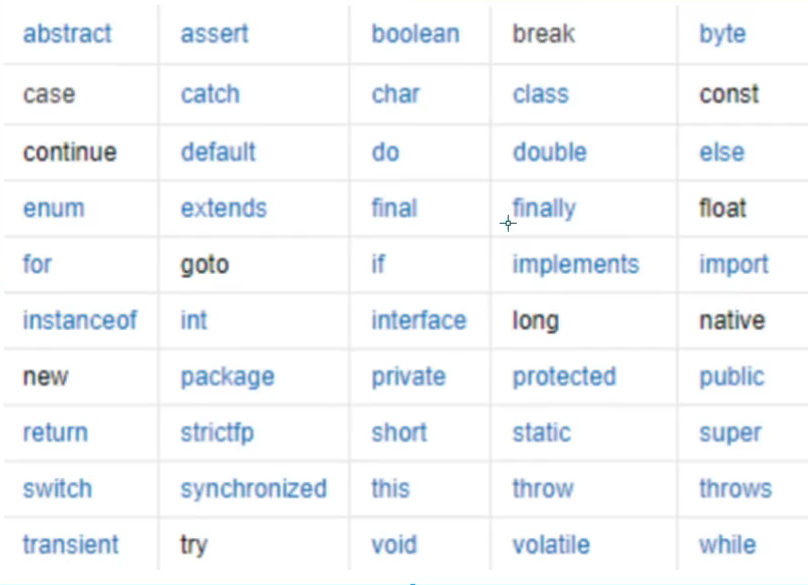 abstract assert boolean break byte
case catch char class const
continue default do double else
enum extends final finally float
for goto if implements import
instanceof int interface long native
new package private protected public
return strictfp short static super
switch synchronized this throw throws
transient try void volatile while